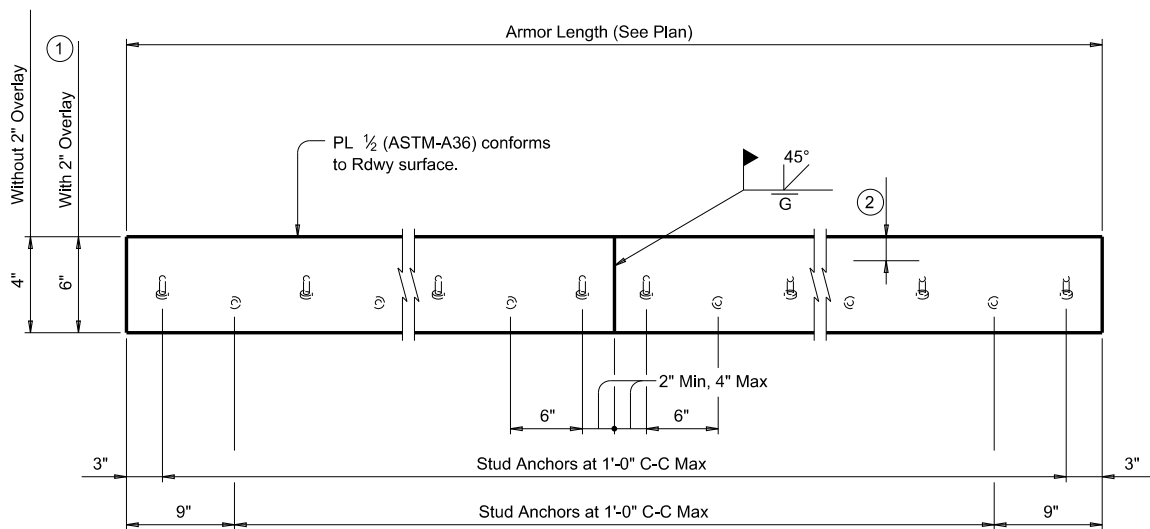 Armor Length (See Plan)
1
Without 2" Overlay
With 2" Overlay
PL ½ (ASTM-A36) conforms
to Rdwy surface.
45°
G
2
4"
6"
2" Min, 4" Max
6"
6"
3"
Stud Anchors at 1'-0" C-C Max
3"
9"
Stud Anchors at 1'-0" C-C Max
9"